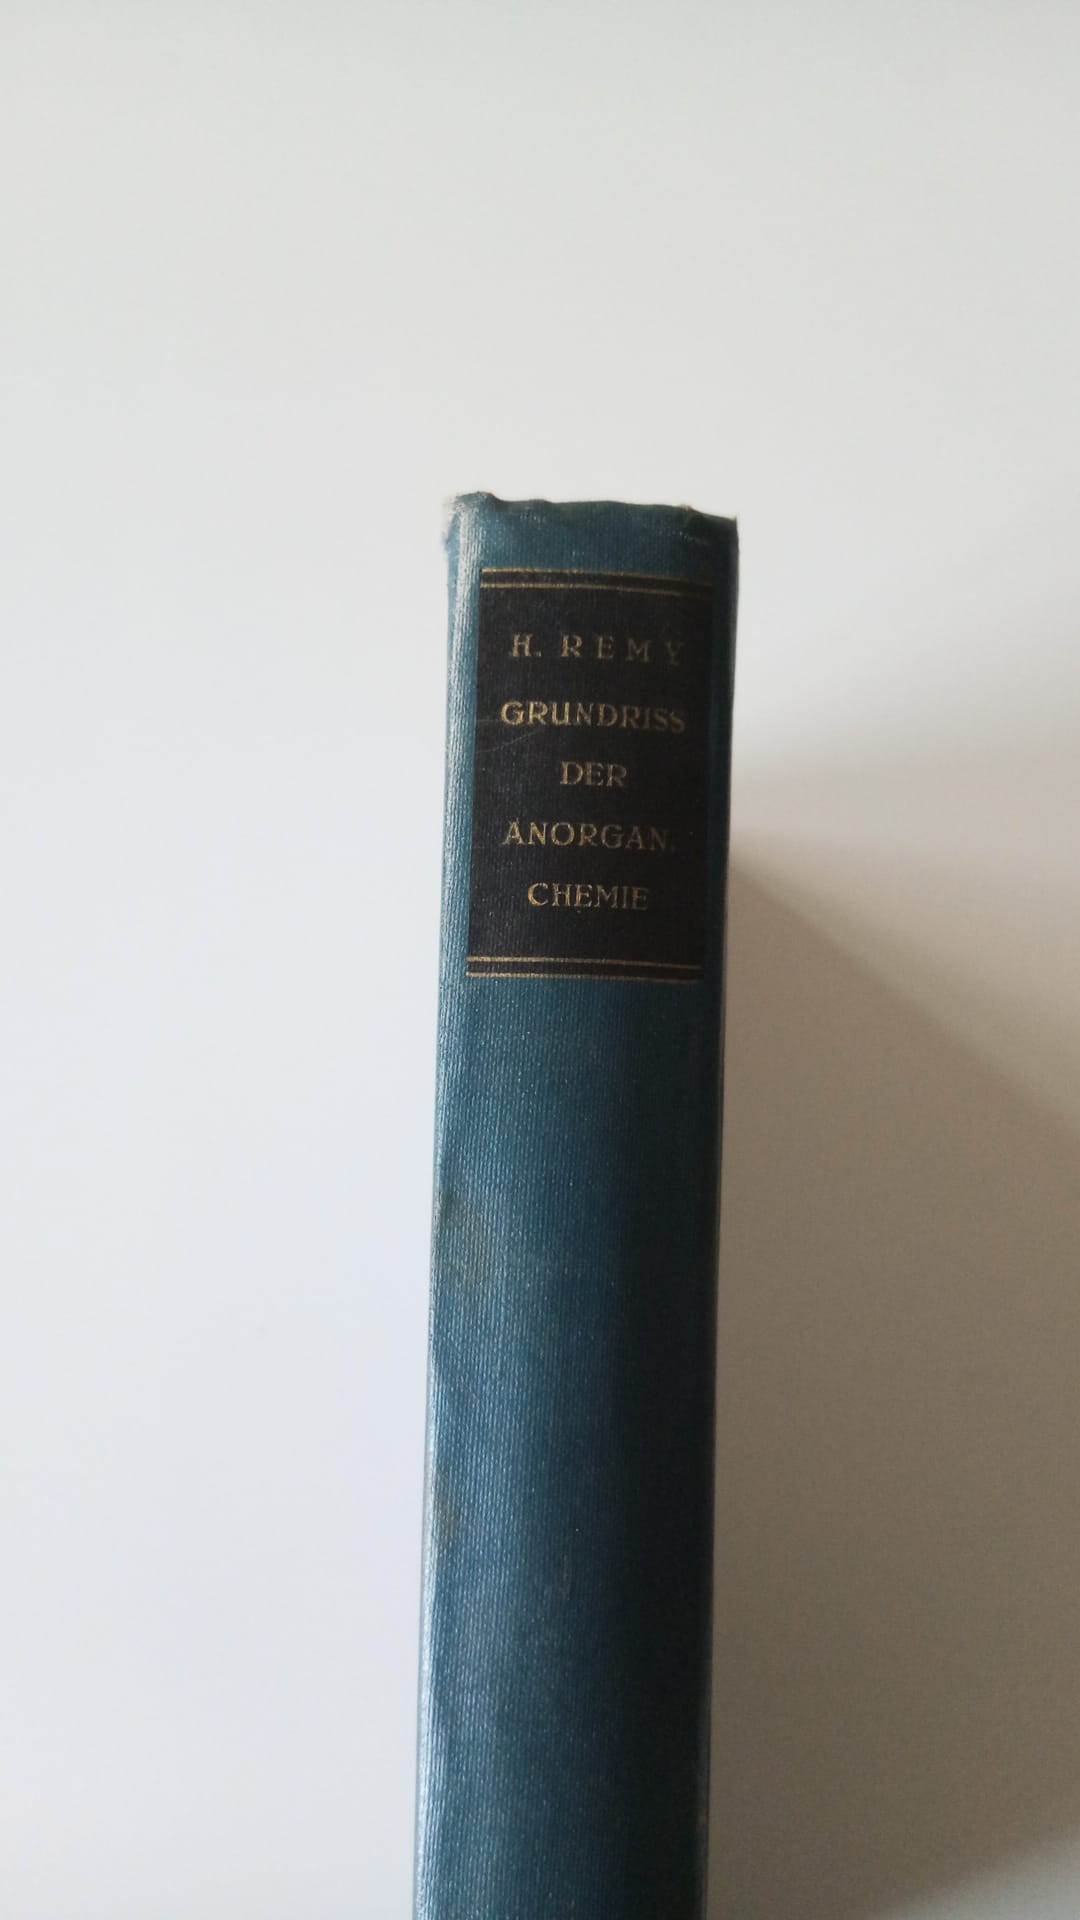 H. REMY
GRUNDRISS
DER
ANORGAN.
CHEMIE